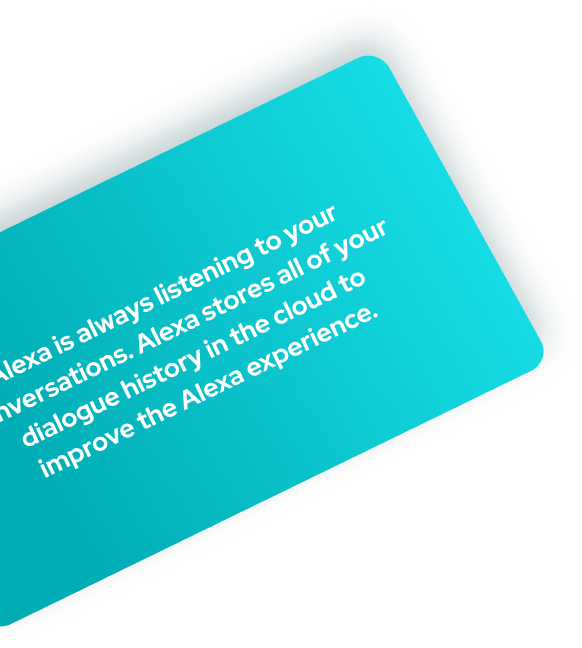 Alexa is always listening to your
nversations. Alexa stores all of your
dialogue history in the cloud to
improve the Alexa experience.